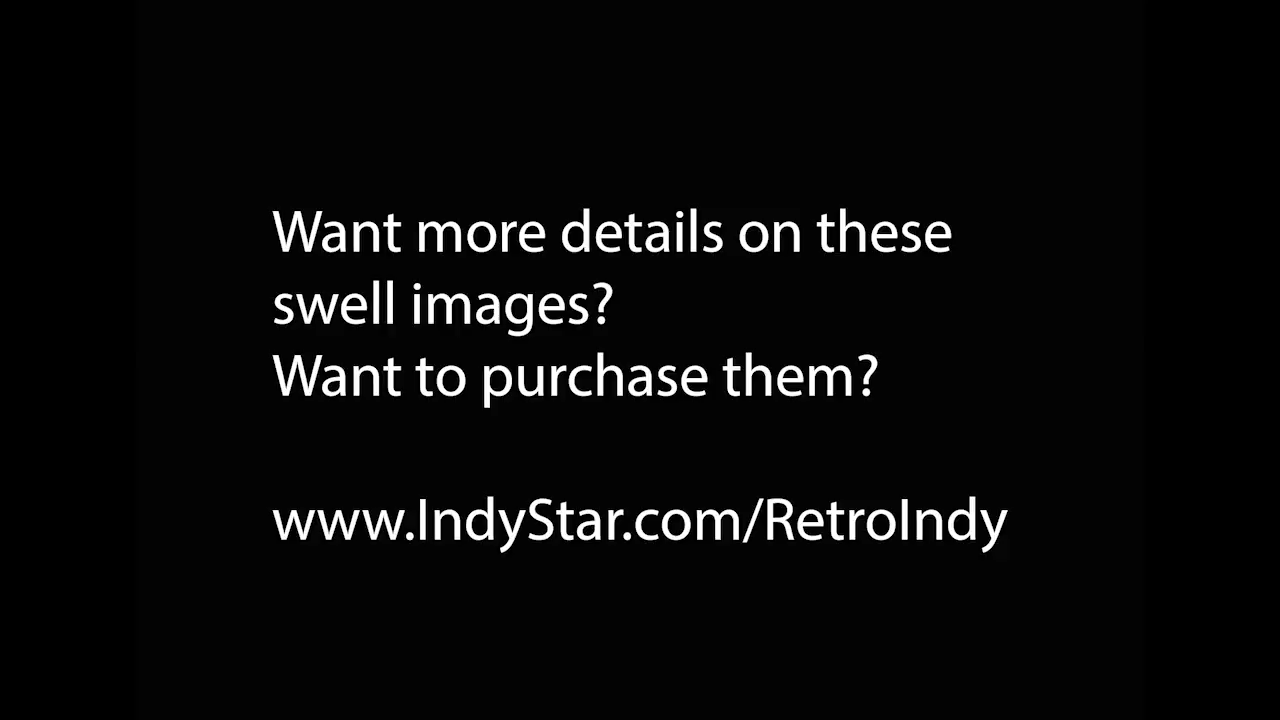 Want more details on these
swell images?
Want to purchase them?
www.IndyStar.com/RetroIndy